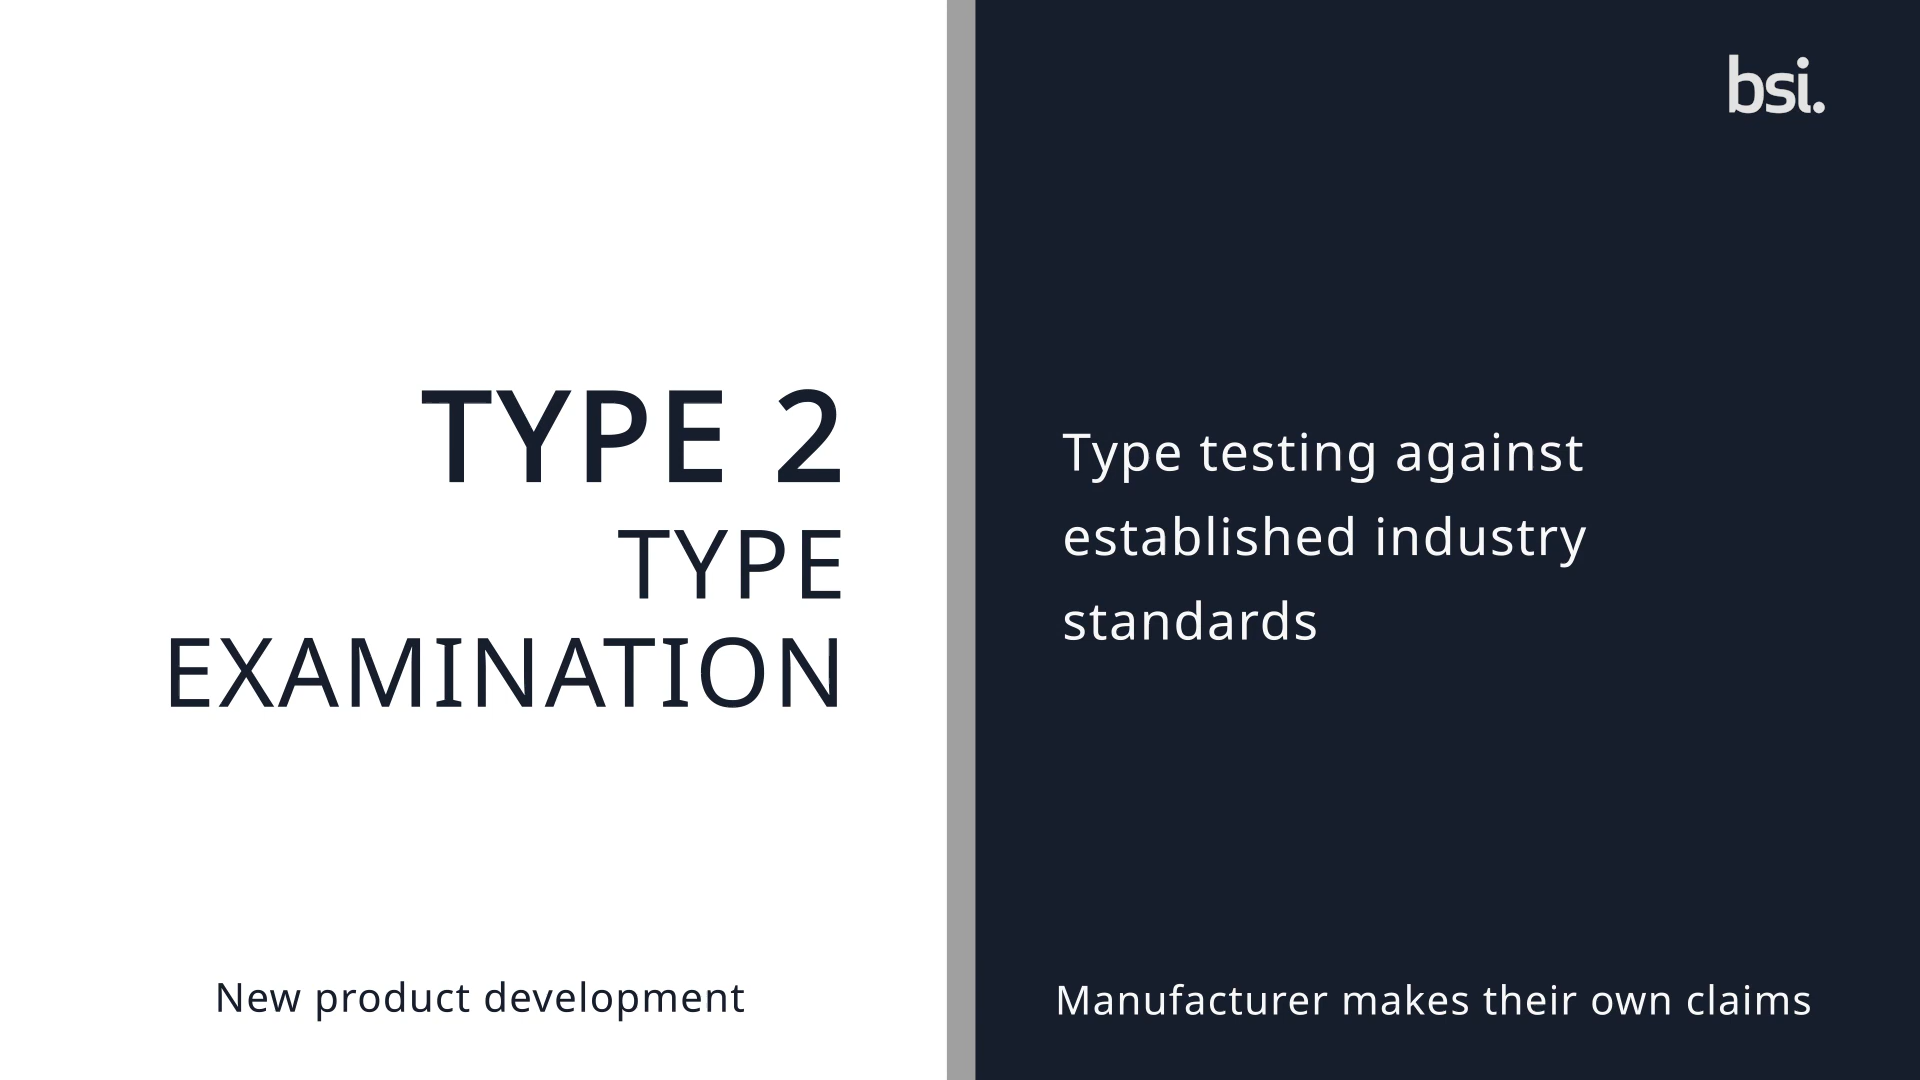 bsi.
TYPE 2
TYPE
EXAMINATION
Type testing against
established industry
standards
New product development
Manufacturer makes their own claims